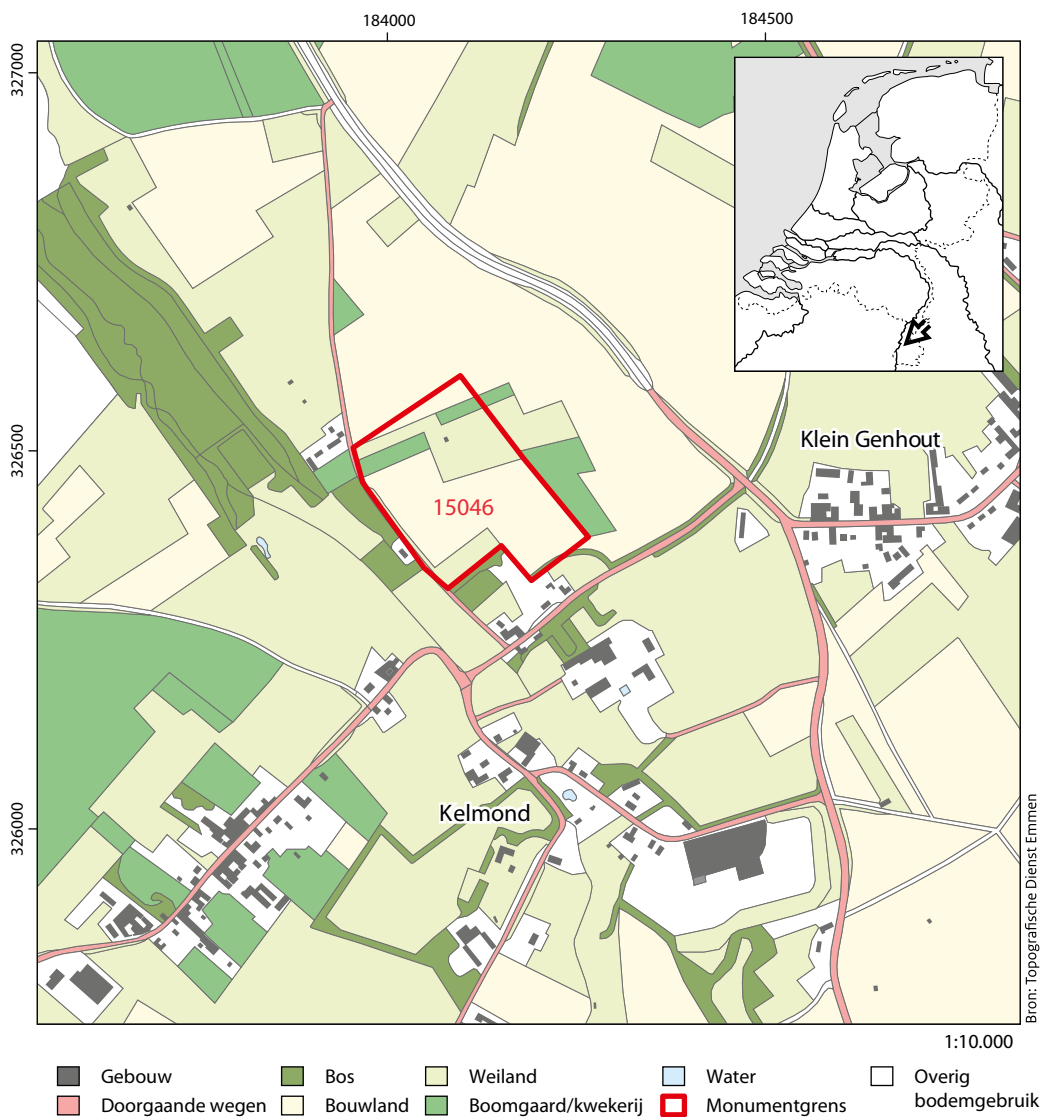 184000
184500
327000
326500
326000
Klein Genhout
15046
Kelmond
Bron: Topografische Dienst Emmen
1:10.000
Gebouw
Bos
Weiland
Water
Overig
bodemgebruik
Doorgaande wegen
Bouwland
Boomgaard/kwekerij
Monumentgrens